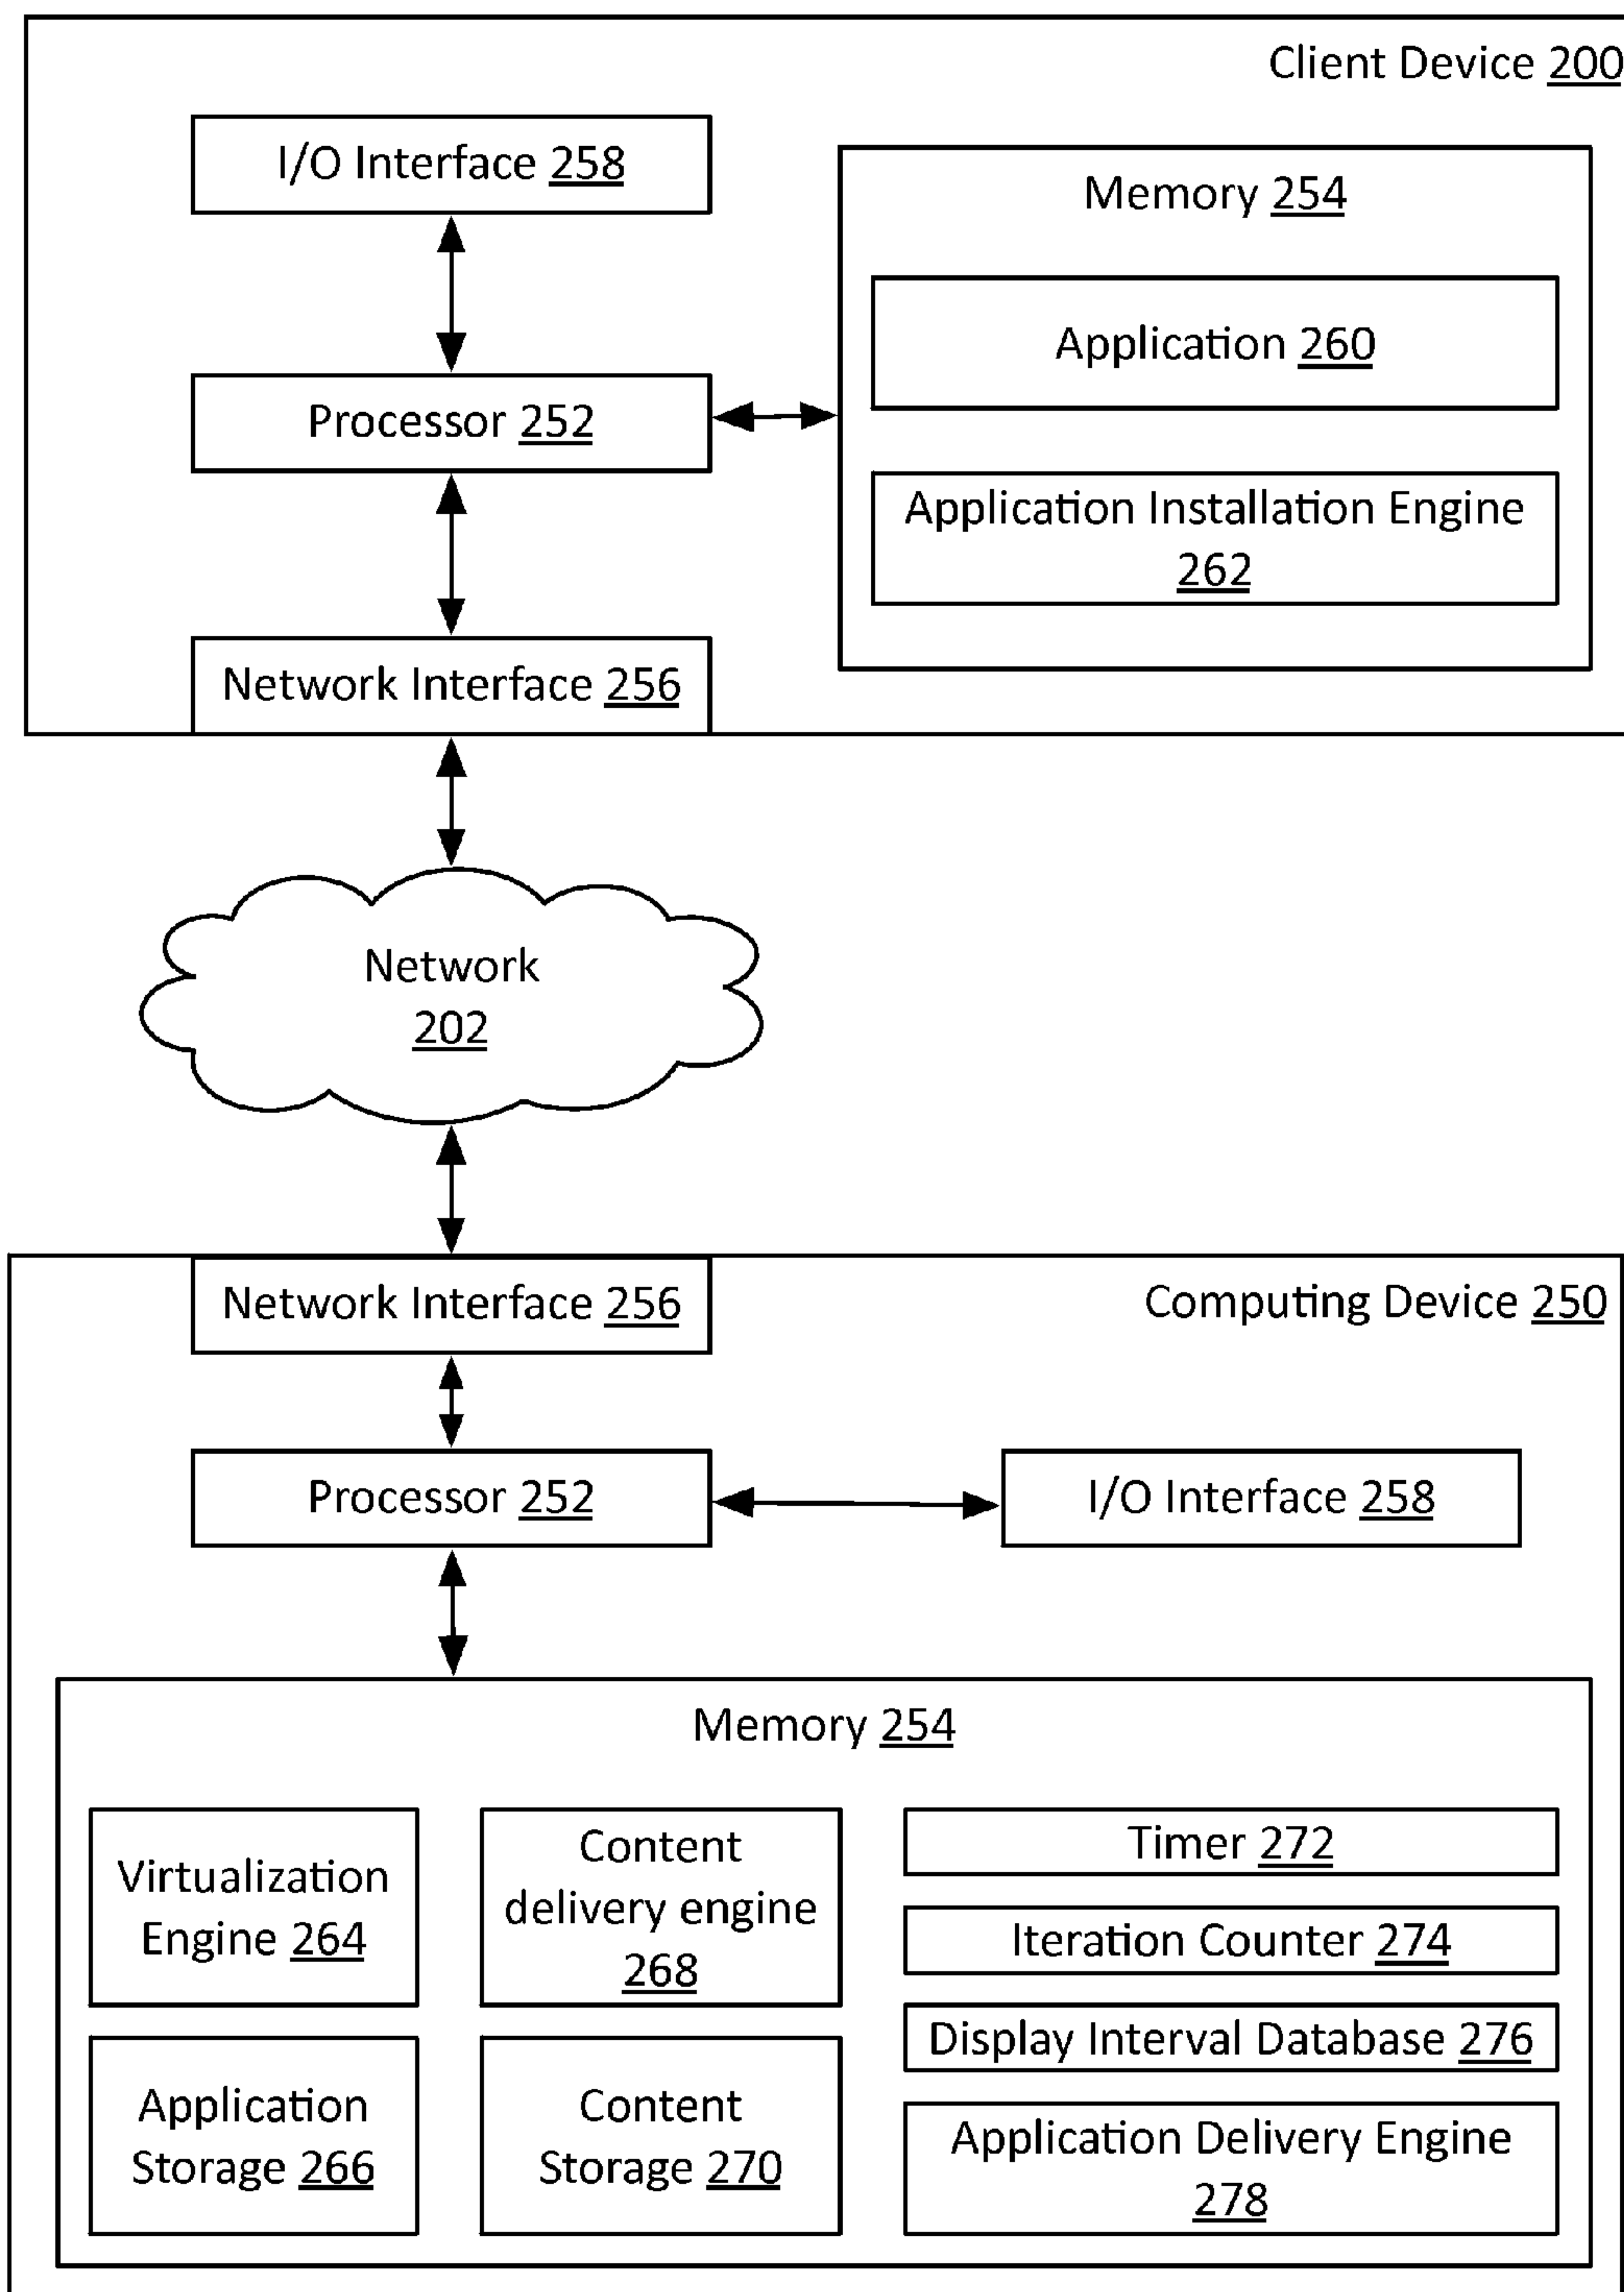 Client Device 200
I/O Interface 258
Memory 254
Application 260
Processor 252
Application Installation Engine
262
Network Interface 256
Network
202
Network Interface 256
Computing Device 250
Processor 252
I/O Interface 258
Memory 254
Virtualization
Engine 264
Content
delivery engine
268
Timer 272
Iteration Counter 274
Display Interval Database 276
Application
Storage 266
Content
Storage 270
Application Delivery Engine
278